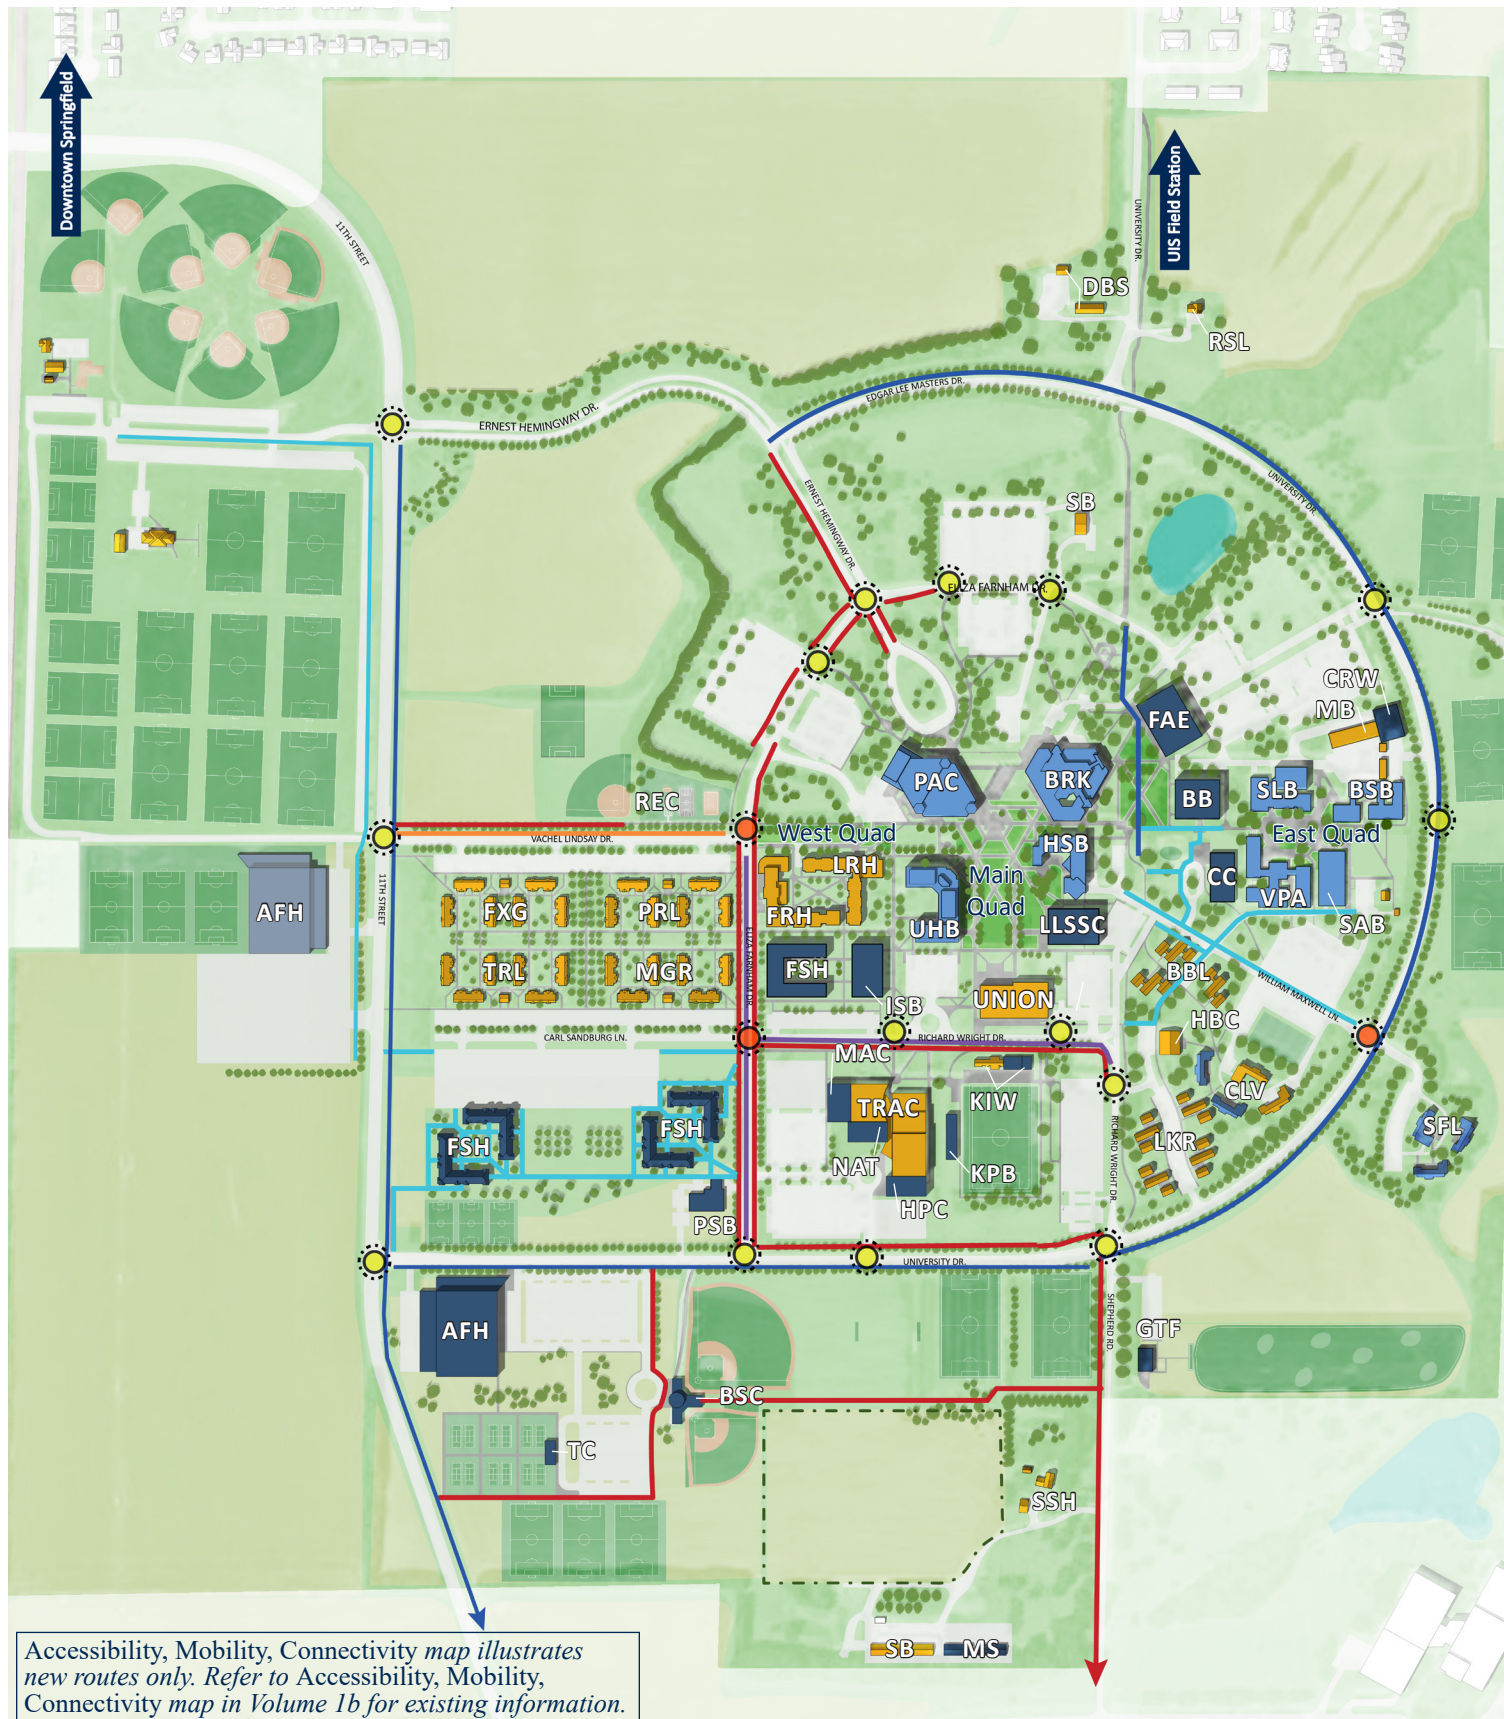 Downtown Springfield
UIS Field Station
UNIVERSITY DR.
11TH STREET
DBS
RSL
EDGAR LEE MASTERS DR.
ERNEST HEMINGWAY DR.
UNIVERSITY DR.
ERNEST HEMINGWAY DR.
SB
ELIZA FARNHAM DR.
CRW
MB
FAE
PAC
BRK
BB
SLB
BSB
REC
West Quad
East Quad
VACHEL LINDSAY DR.
HSB
LRH
Main
Quad
CC
VPA
11TH STREET
AFH
FXG
PRL
FRH
UHB
LLSSC
SAB
ELIZA FARNHAM DR.
TRL
MGR
FSH
ISB
UNION
BBL
WILLIAM MAXWELL LN.
HBC
CARL SANDBURG LN.
RICHARD WRIGHT DR.
MAC
KIW
CLV
TRAC
FSH
FSH
NAT
KPB
LKR
SFL
RICHARD WRIGHT DR.
HPC
PSB
UNIVERSITY DR.
SHEPHERD RD.
AFH
GTF
BSC
TC
SSH
SB
MS
Accessibility, Mobility, Connectivity map illustrates
new routes only. Refer to Accessibility, Mobility,
Connectivity map in Volume 1b for existing information.